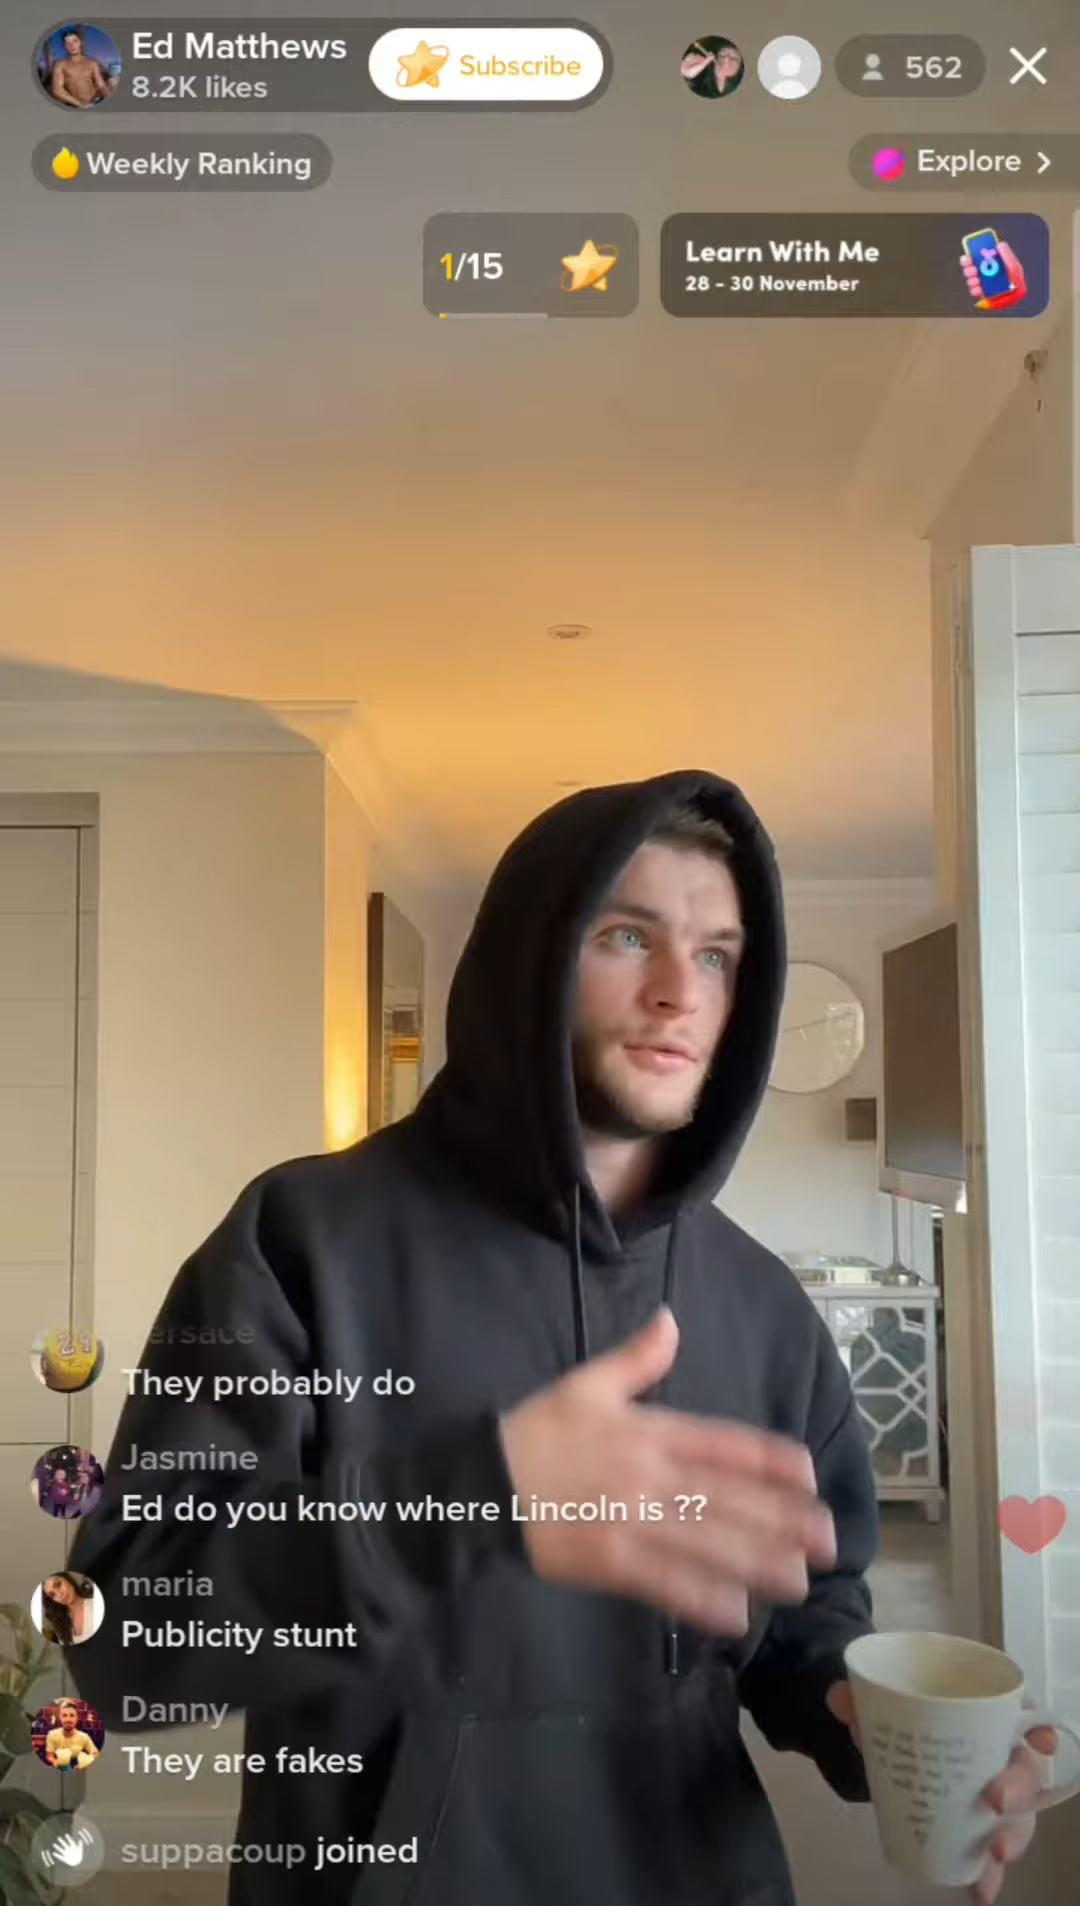 Ed Matthews
8.2K likes
Subscribe
562
Weekly Ranking
Explore
1/15
Learn With Me
28 - 30 November
They probably do
Jasmine
Ed do you know where Lincoln is ??
maria
Publicity stunt
Danny
They are fakes
suppacoup joined